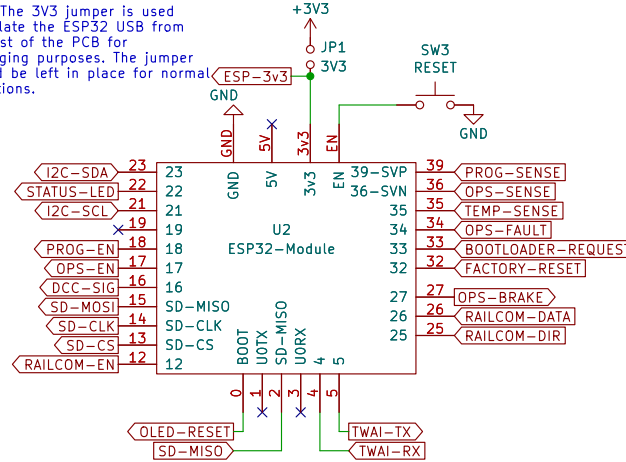 The 3V3 jumper is used
late the ESP32 USB from
st of the PCB for
ging purposes. The jumper
d be left in place for normal
tions.
+3V3
JP1
3V3
ESP-3v3
SW3
RESET
GND
GND
GND
5V
3v3
EN
GND
5V
3v3
EN
U2
ESP32-Module
I2C-SDA 23 23
STATUS-LED 22 22
I2C-SCL 21 21
19 19
PROG-EN 18 18
OPS-EN 17 17
DCC-SIG 16 16
SD-MOSI 15 SD-MISO
SD-CLK 14 SD-CLK
SD-CS 13 SD-CS
RAILCOM-EN 12 12
39-SVP 39 PROG-SENSE
36-SVN 36 OPS-SENSE
35 35 TEMP-SENSE
34 34 OPS-FAULT
33 33 BOOTLOADER-REQUEST
32 32 FACTORY-RESET
27 27 OPS-BRAKE
26 26 RAILCOM-DATA
25 25 RAILCOM-DIR
BOOT
U0TX
SD-MISO
U0RX
4
5
0
1
2
3
4
5
OLED-RESET
SD-MISO
TWAI-TX
TWAI-RX